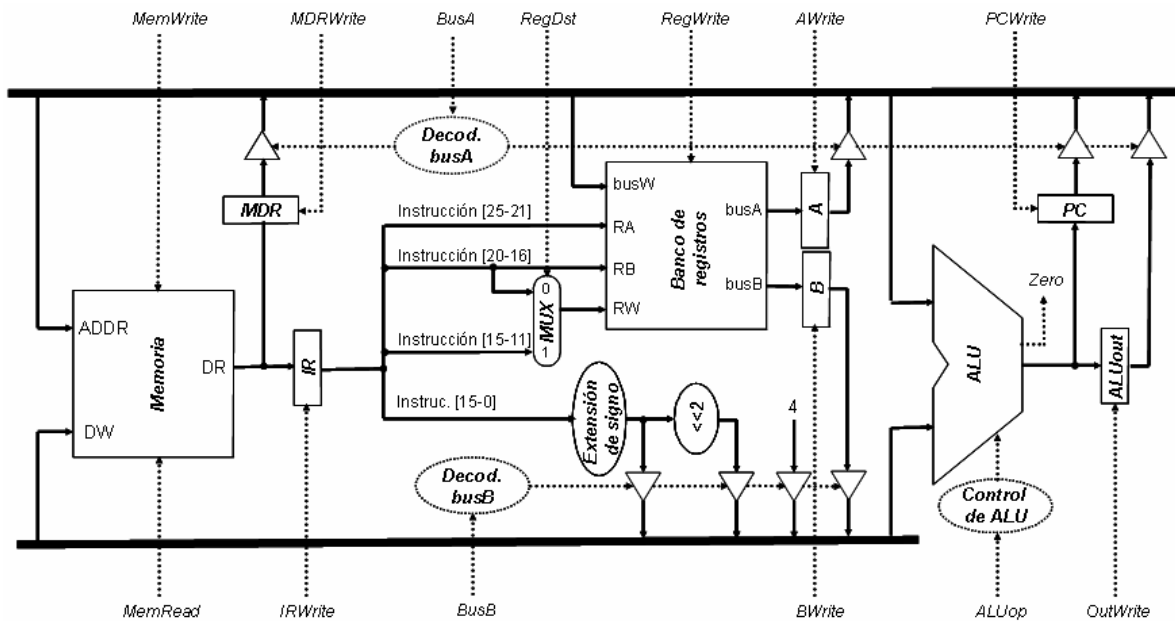 MemWrite
MDRWrite
BusA
RegDst
RegWrite
AWrite
PCWrite
Decod.
busA
MDR
busW
Instrucción [25-21]
RA
busA
A
PC
Instrucción [20-16]
RB
Banco de
registros
busB
B
Zero
0
MUX
1
RW
ADDR
Memoria
DR
IR
Instrucción [15-11]
ALU
ALUout
DW
Instruc. [15-0]
Extensión
de signo
<<2
4
Decod.
busB
Control
de ALU
MemRead
IRWrite
BusB
BWrite
ALUop
OutWrite